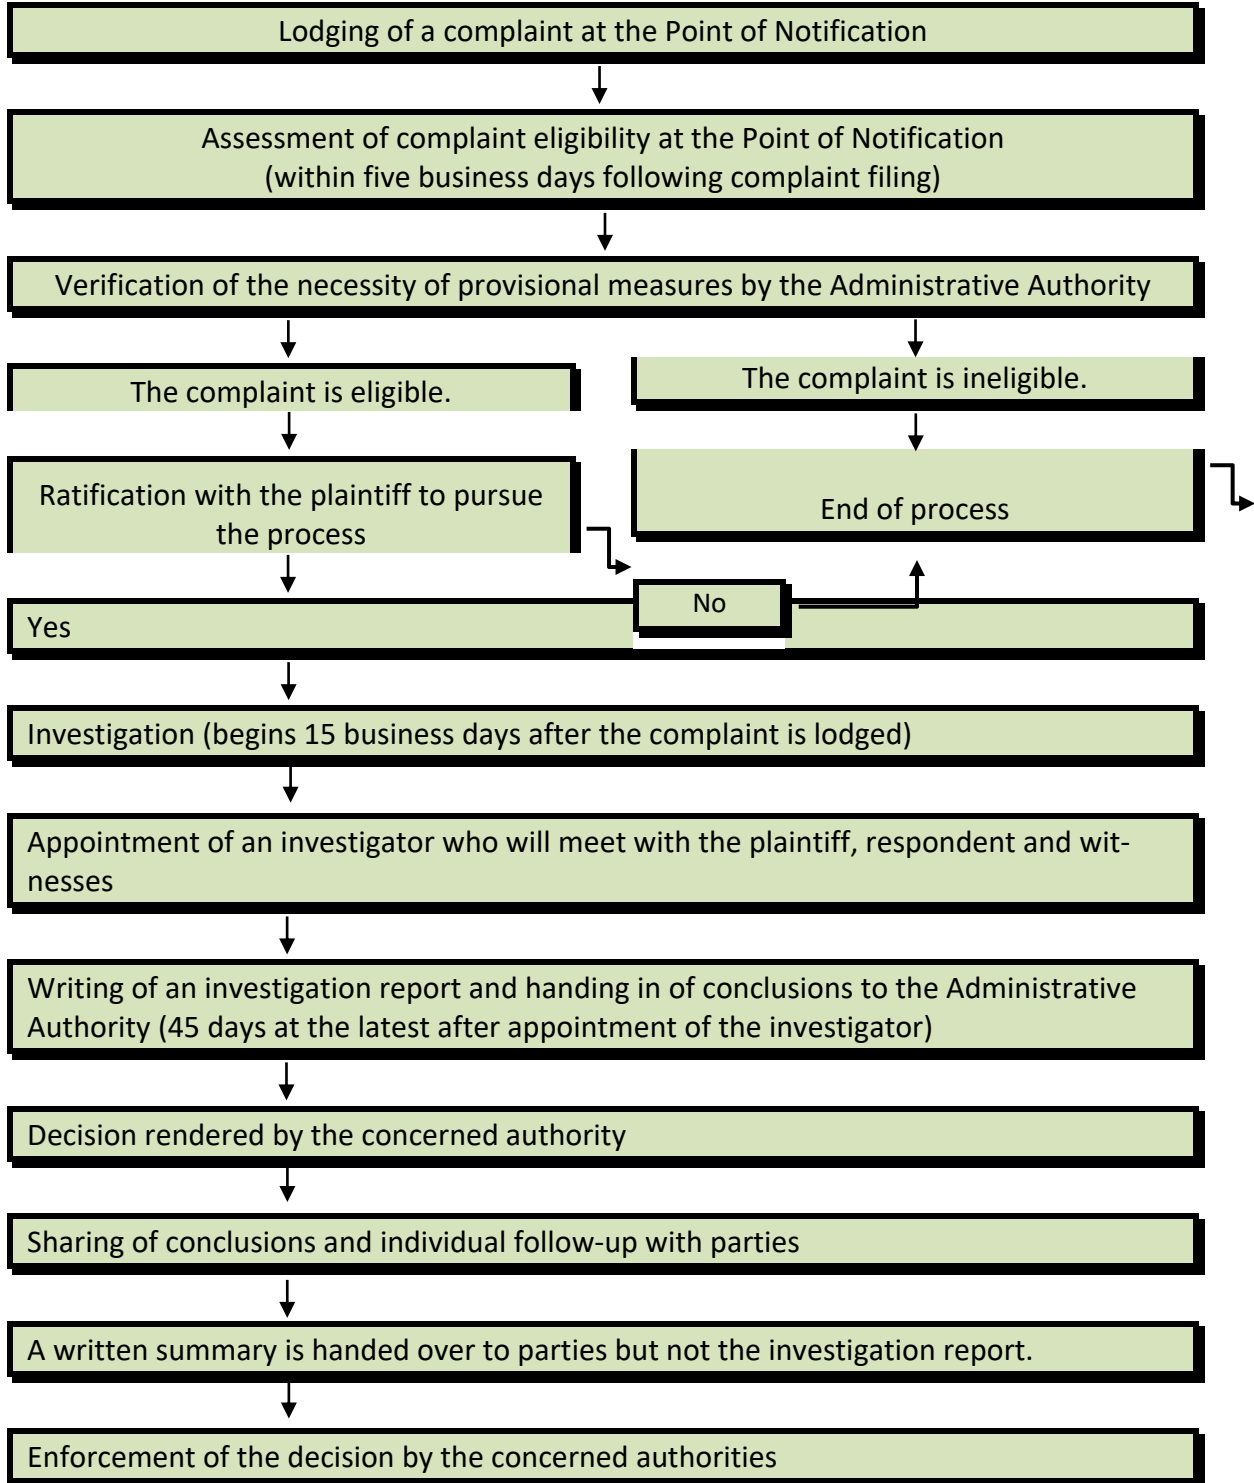 Lodging of a complaint at the Point of Notification
Assessment of complaint eligibility at the Point of Notification
(within five business days following complaint filing)
Verification of the necessity of provisional measures by the Administrative Authority
The complaint is eligible.
The complaint is ineligible.
Ratification with the plaintiff to pursue
the process
End of process
No
Yes
Investigation (begins 15 business days after the complaint is lodged)
Appointment of an investigator who will meet with the plaintiff, respondent and wit-
nesses
Writing of an investigation report and handing in of conclusions to the Administrative
Authority (45 days at the latest after appointment of the investigator)
Decision rendered by the concerned authority
Sharing of conclusions and individual follow-up with parties
A written summary is handed over to parties but not the investigation report.
Enforcement of the decision by the concerned authorities